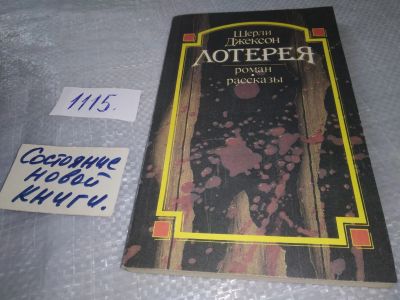 Шерли
Джексон
ЛОТЕРЕЯ
роман
рассказы
1115.
Состояние
новой
книги.